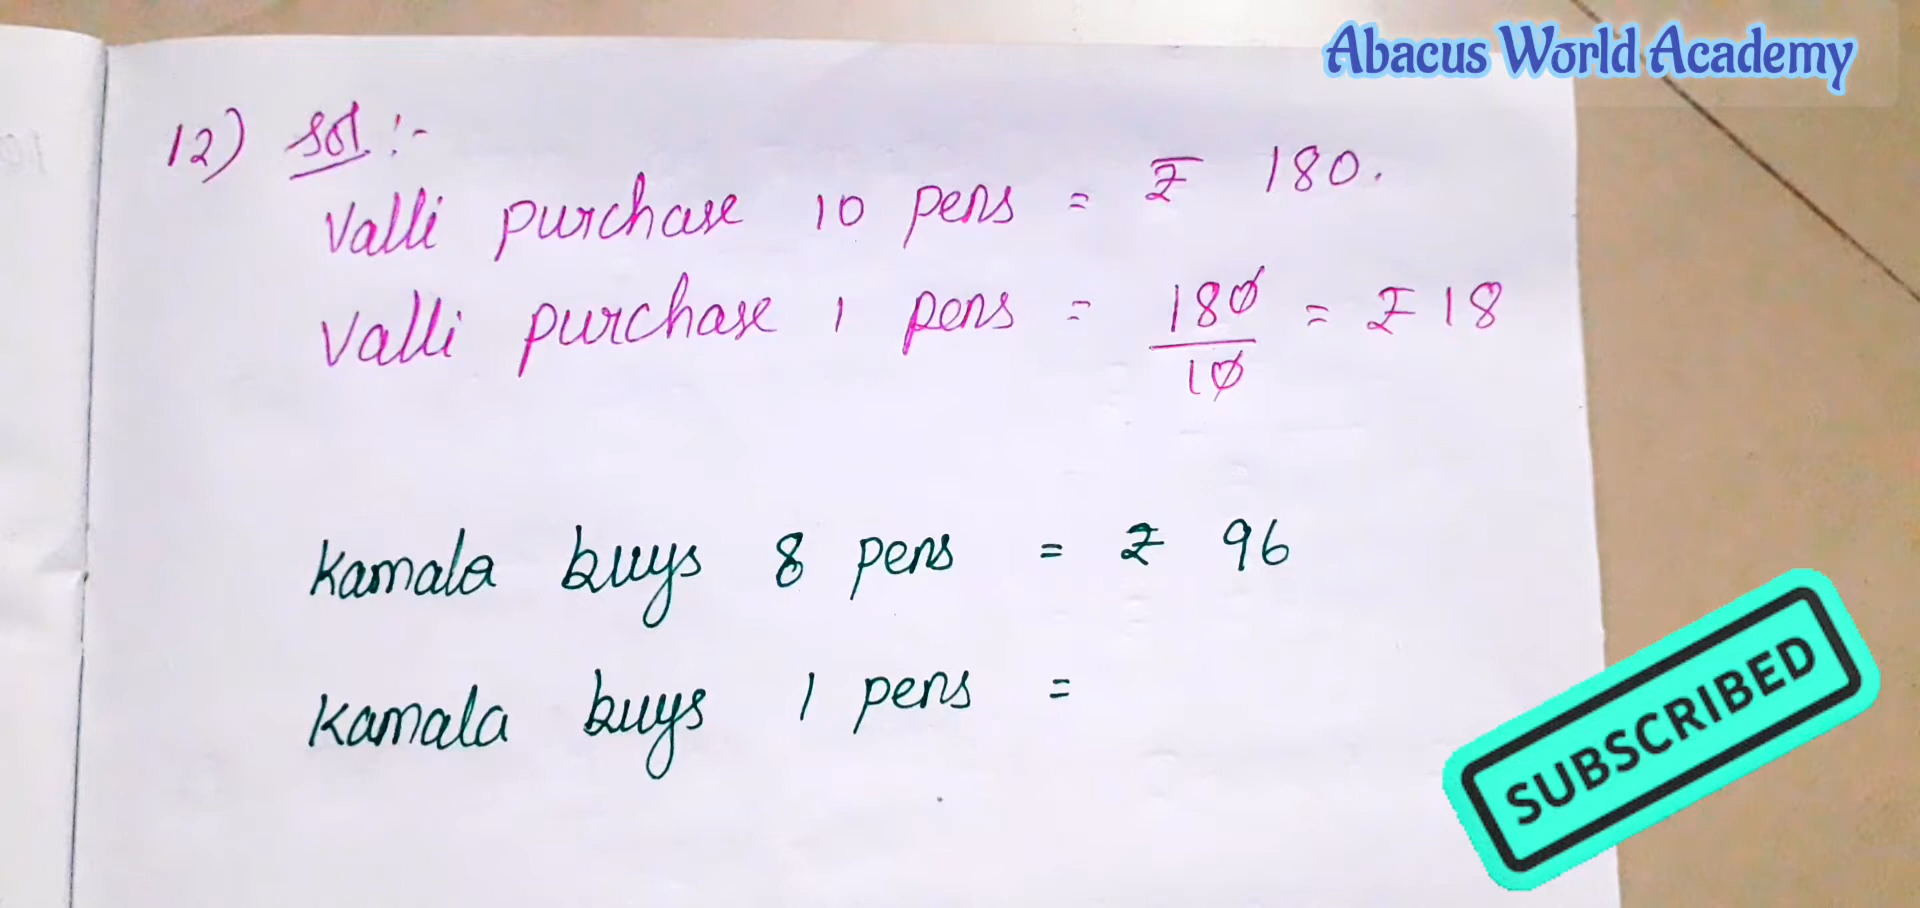 Abacus World Academy
12) Sol :-
Valli purchase 10 pens = ₹ 180.
Valli purchase 1 pens = 180/10 = ₹ 18
Kamala buys 8 pens = ₹ 96
Kamala buys 1 pens =
SUBSCRIBED